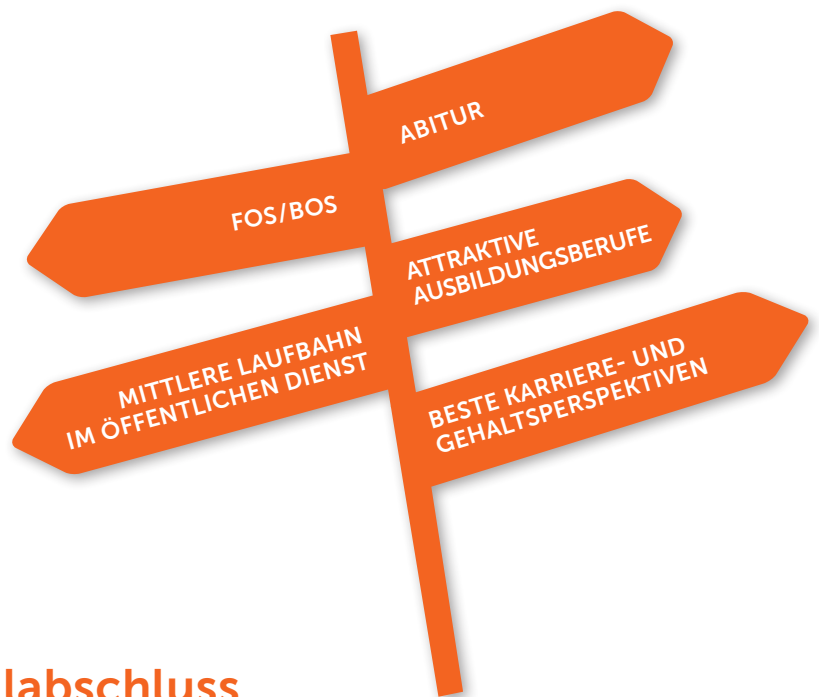 ABITUR
FOS/BOS
ATTRAKTIVE
AUSBILDUNGSBERUFE
MITTLERE LAUFBAHN
IM ÖFFENTLICHEN DIENST
BESTE KARRIERE- UND
GEHALTSPERSPEKTIVEN
labschluss